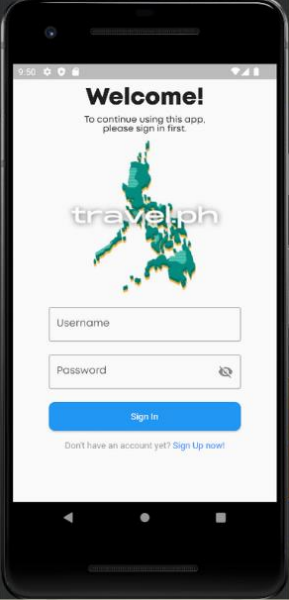 9:50
Welcome!
To continue using this app,
please sign in first.
travel.ph
Username
Password
Sign In
Don't have an account yet? Sign Up now!